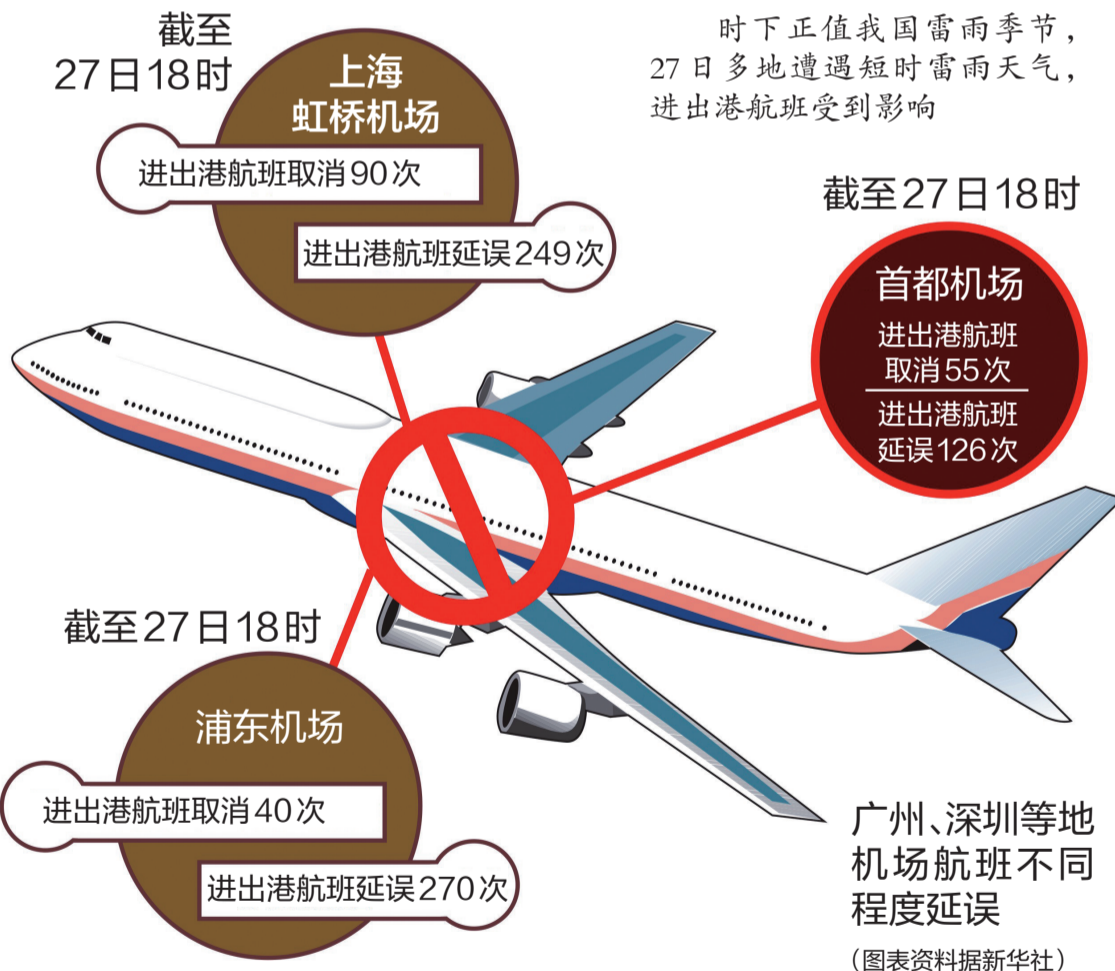 时下正值我国雷雨季节，
27日多地遭遇短时雷雨天气，
进出港航班受到影响
截至
27日18时
上海
虹桥机场
进出港航班取消90次
进出港航班延误249次
截至27日18时
首都机场
进出港航班
取消55次
进出港航班
延误126次
截至27日18时
浦东机场
进出港航班取消40次
进出港航班延误270次
广州、深圳等地
机场航班不同
程度延误
（图表资料据新华社）